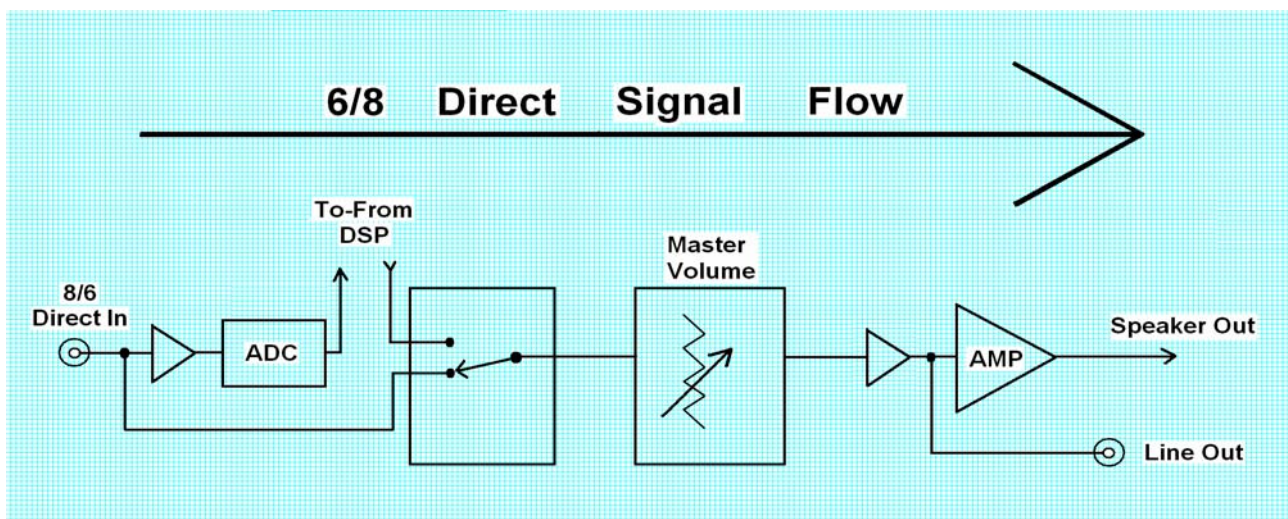 6/8 Direct Signal Flow
To-From
DSP
Master
Volume
8/6
Direct In
ADC
AMP
Speaker Out
Line Out